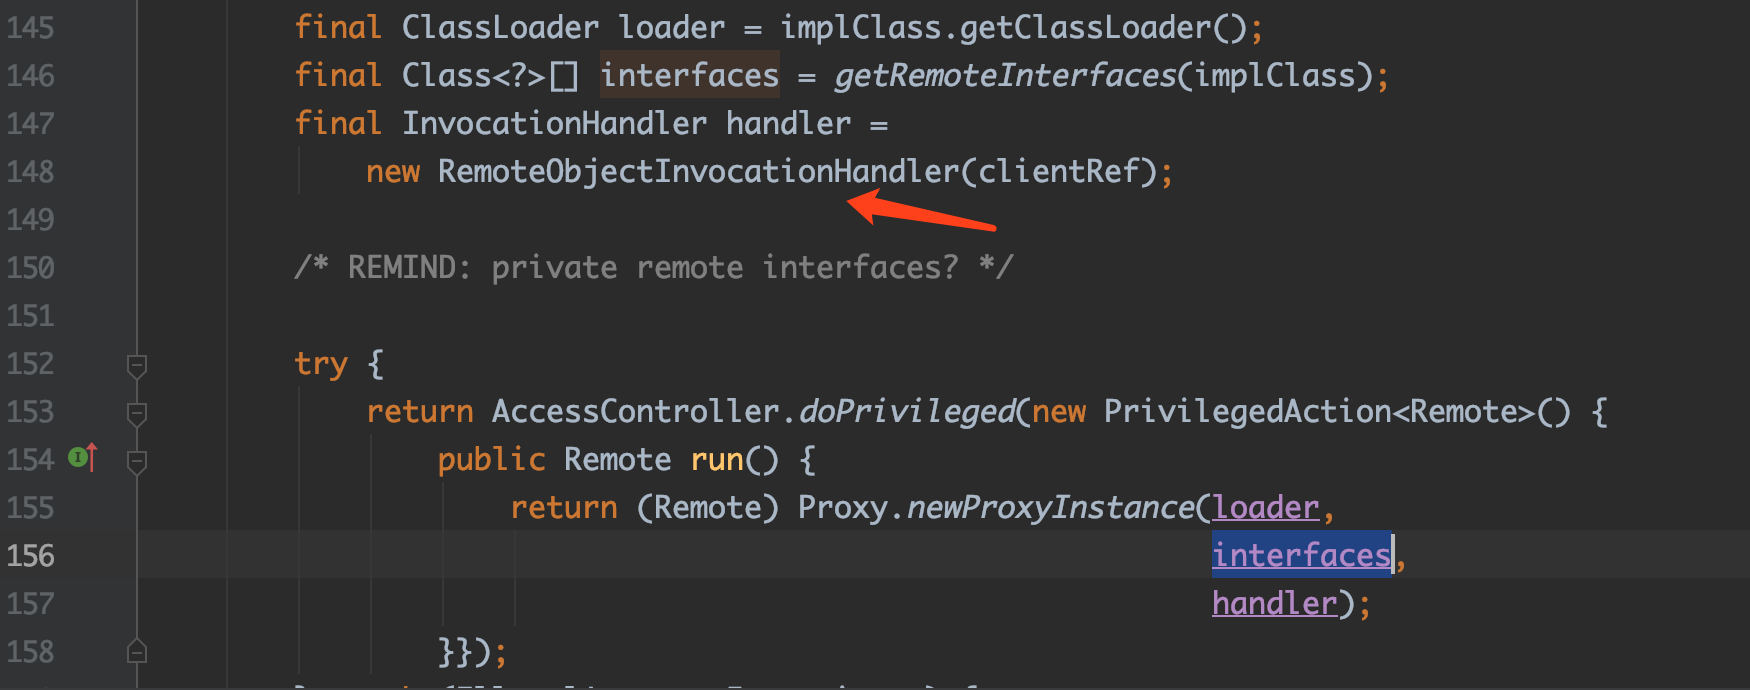 145 final ClassLoader loader = implClass.getClassLoader();
146 final Class<?>[] interfaces = getRemoteInterfaces(implClass);
147 final InvocationHandler handler =
148 new RemoteObjectInvocationHandler(clientRef);
149
150 /* REMIND: private remote interfaces? */
151
152 try {
153 return AccessController.doPrivileged(new PrivilegedAction<Remote>() {
154 public Remote run() {
155 return (Remote) Proxy.newProxyInstance(loader,
156 interfaces,
157 handler);
158 }});